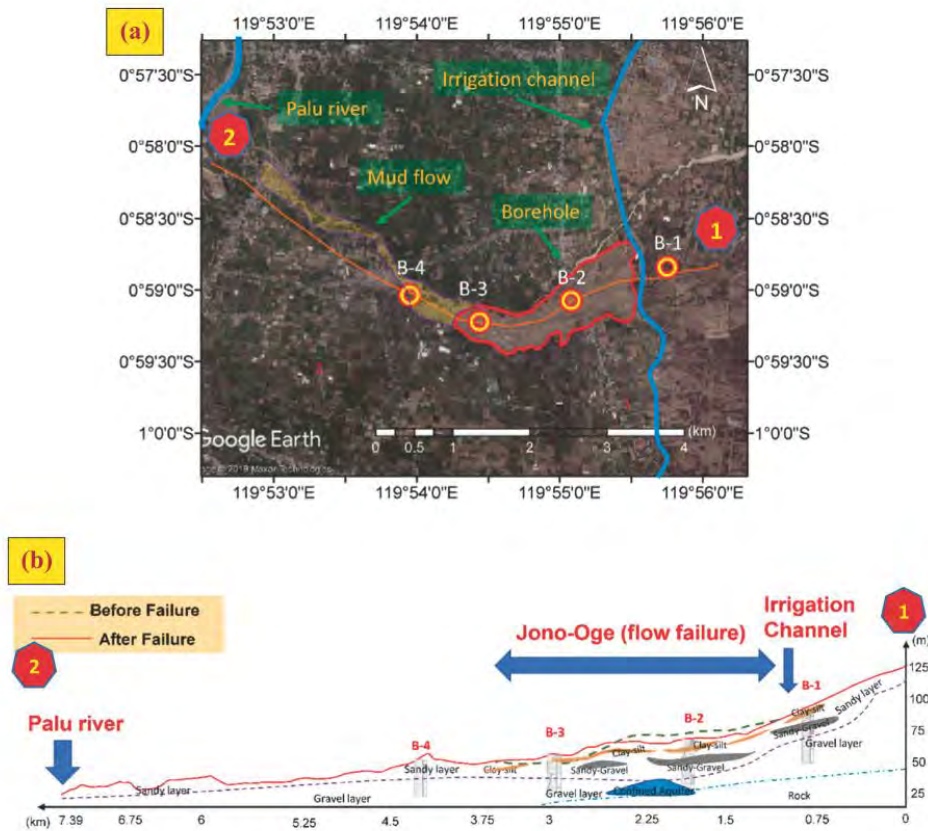 (a)
119°53'0"E 119°54'0"E 119°55'0"E 119°56'0"E
0°57'30"S
0°58'0"S
0°58'30"S
0°59'0"S
0°59'30"S
1°00'0"S
0°57'30"S
0°58'0"S
0°58'30"S
0°59'0"S
0°59'30"S
1°00'0"S
Irrigation channel
N
Palu river
2
Mud flow
Borehole
1
B-1
B-4
B-3
B-2
Google Earth
2019 Maxar Technologies
0 0.5 1 2 3 4 (km)
119°53'0"E 119°54'0"E 119°55'0"E 119°56'0"E
(b)
Before Failure
After Failure
2
Palu river
Jono-Oge (flow failure)
Irrigation
Channel
1
(m)
125
100
75
50
25
B-1
B-2
B-3
B-4
Clay-silt
Sandy layer
Sandy-Gravel
Gravel layer
Clay-silt
Clay-silt
Sandy-Gravel
Sandy layer
Clay-silt
Sandy-Gravel
Confined Aquifer
Sandy layer
Gravel layer
Gravel layer
Rock
(km) 7.39 6.75 6 5.25 4.5 3.75 3 2.25 1.5 0.75 0